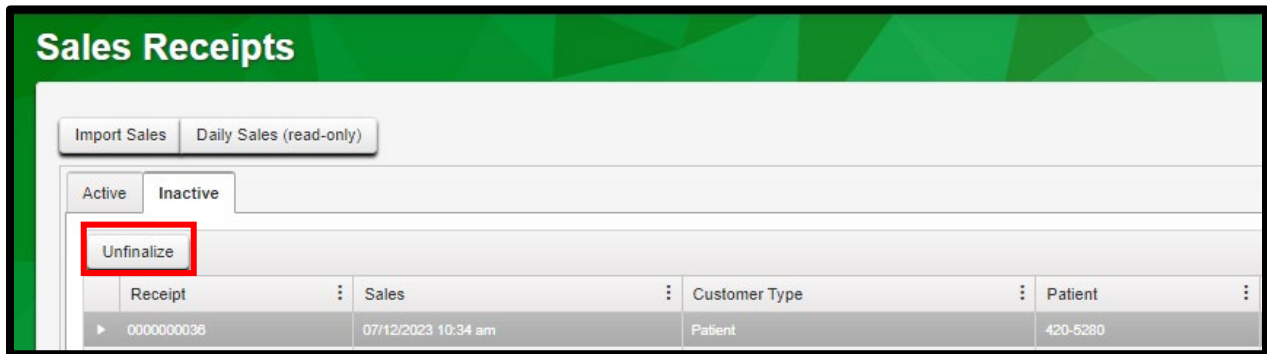 Sales Receipts
Import Sales Daily Sales (read-only)
Active Inactive
Unfinalize
Receipt Sales Customer Type Patient
0000000036 07/12/2023 10:34 am Patient 420-5280